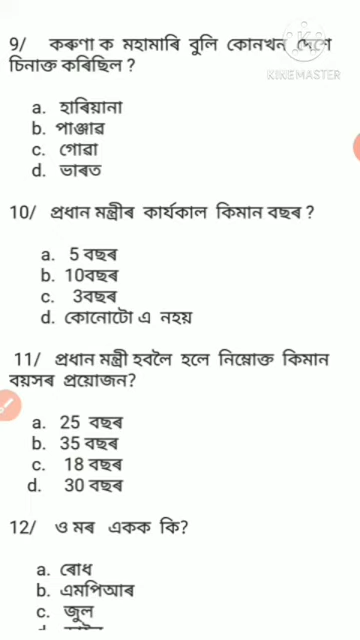 9/ কৰুণা ক মহামাৰি বুলি কোনখন দেশে
চিনাক্ত কৰিছিল ?
KINEMASTER
a. হাৰিয়ানা
b. পাঞ্জাৱ
c. গোৱা
d. ভাৰত
10/ প্ৰধান মন্ত্ৰীৰ কাৰ্যকাল কিমান বছৰ ?
a. 5 বছৰ
b. 10বছৰ
c. 3বছৰ
d. কোনোটো এ নহয়
11/ প্ৰধান মন্ত্ৰী হবলৈ হলে নিম্নোক্ত কিমান
বয়সৰ প্ৰয়োজন?
a. 25 বছৰ
b. 35 বছৰ
c. 18 বছৰ
d. 30 বছৰ
12/ ও মৰ একক কি?
a. ৰোধ
b. এমপিআৰ
c. জুল